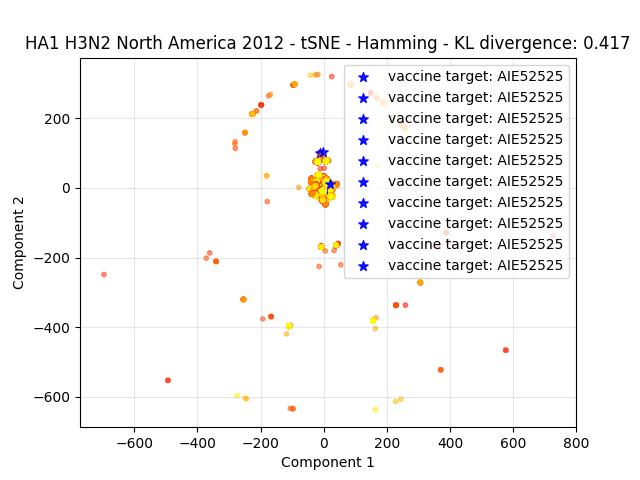 HA1 H3N2 North America 2012 - tSNE - Hamming - KL divergence: 0.417
vaccine target: AIE52525
vaccine target: AIE52525
vaccine target: AIE52525
vaccine target: AIE52525
vaccine target: AIE52525
vaccine target: AIE52525
vaccine target: AIE52525
vaccine target: AIE52525
vaccine target: AIE52525
vaccine target: AIE52525
Component 2
200
0
−200
−400
−600
−600 −400 −200 0 200 400 600 800
Component 1